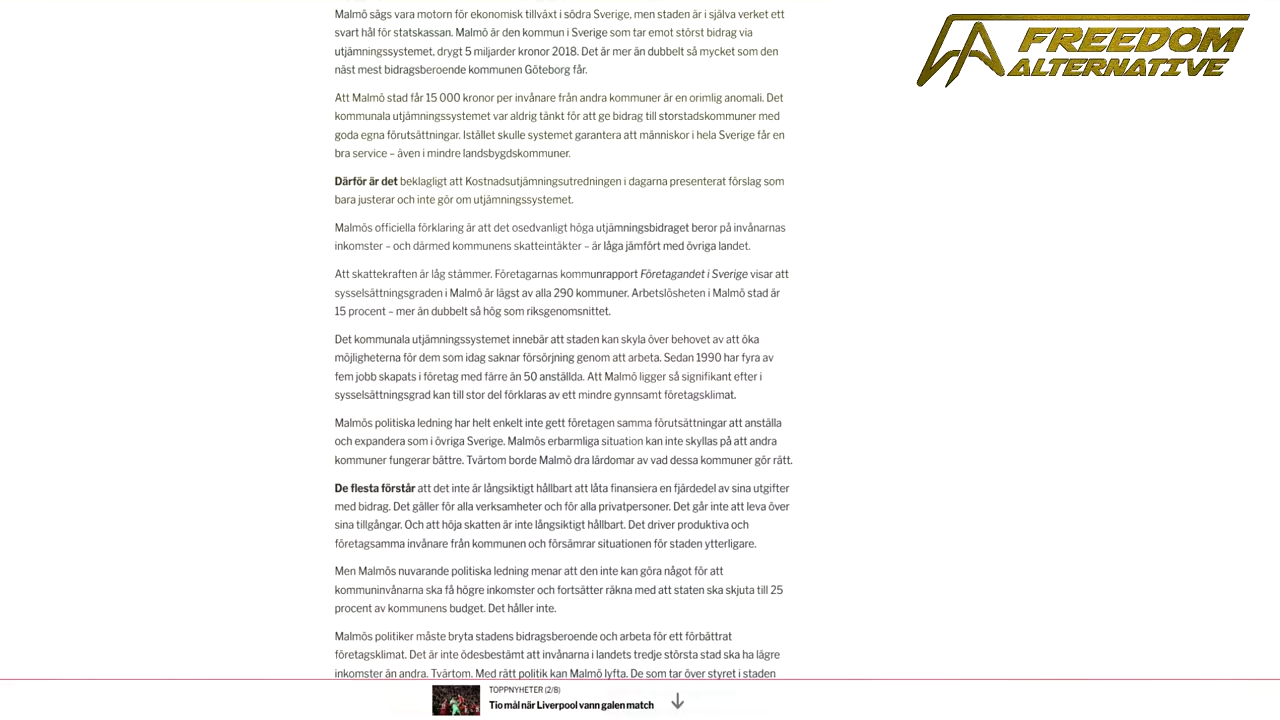 Malmö sägs vara motorn för ekonomisk tillväxt i södra Sverige, men staden är i själva verket ett
svart hål för statskassan. Malmö är den kommun i Sverige som tar emot störst bidrag via
utjämningssystemet, drygt 5 miljarder kronor 2018. Det är mer än dubbelt så mycket som den
näst mest bidragsberoende kommunen Göteborg får.
FREEDOM
ALTERNATIVE
Att Malmö stad får 15 000 kronor per invånare från andra kommuner är en orimlig anomali. Det
kommunala utjämningssystemet var aldrig tänkt för att ge bidrag till storstadskommuner med
goda egna förutsättningar. Istället skulle systemet garantera att människor i hela Sverige får en
bra service – även i mindre landsbygdskommuner.
Därför är det beklagligt att Kostnadsutjämningsutredningen i dagarna presenterat förslag som
bara justerar och inte gör om utjämningssystemet.
Malmös officiella förklaring är att det osedvanligt höga utjämningsbidraget beror på invånarnas
inkomster – och därmed kommunens skatteintäkter – är låga jämfört med övriga landet.
Att skattekraften är låg stämmer. Företagarnas kommunrapport Företagandet i Sverige visar att
sysselsättningsgraden i Malmö är lägst av alla 290 kommuner. Arbetslösheten i Malmö stad är
15 procent – mer än dubbelt så hög som riksgenomsnittet.
Det kommunala utjämningssystemet innebär att staden kan skyla över behovet av att öka
möjligheterna för dem som idag saknar försörjning genom att arbeta. Sedan 1990 har fyra av
fem jobb skapats i företag med färre än 50 anställda. Att Malmö ligger så signifikant efter i
sysselsättningsgrad kan till stor del förklaras av ett mindre gynnsamt företagsklimat.
Malmös politiska ledning har helt enkelt inte gett företagen samma förutsättningar att anställa
och expandera som i övriga Sverige. Malmös erbarmliga situation kan inte skyllas på att andra
kommuner fungerar bättre. Tvärtom borde Malmö dra lärdomar av vad dessa kommuner gör rätt.
De flesta förstår att det inte är långsiktigt hållbart att låta finansiera en fjärdedel av sina utgifter
med bidrag. Det gäller för alla verksamheter och för alla privatpersoner. Det går inte att leva över
sina tillgångar. Och att höja skatten är inte långsiktigt hållbart. Det driver produktiva och
företagsamma invånare från kommunen och försämrar situationen för staden ytterligare.
Men Malmös nuvarande politiska ledning menar att den inte kan göra något för att
kommuninvånarna ska få högre inkomster och fortsätter räkna med att staten ska skjuta till 25
procent av kommunens budget. Det håller inte.
Malmös politiker måste bryta stadens bidragsberoende och arbeta för ett förbättrat
företagsklimat. Det är inte ödesbestämt att invånarna i landets tredje största stad ska ha lägre
inkomster än andra. Tvärtom. Med rätt politik kan Malmö lyfta. De som tar över styret i staden
TOPPNYHETER (2/8)
Tio mål när Liverpool vann galen match